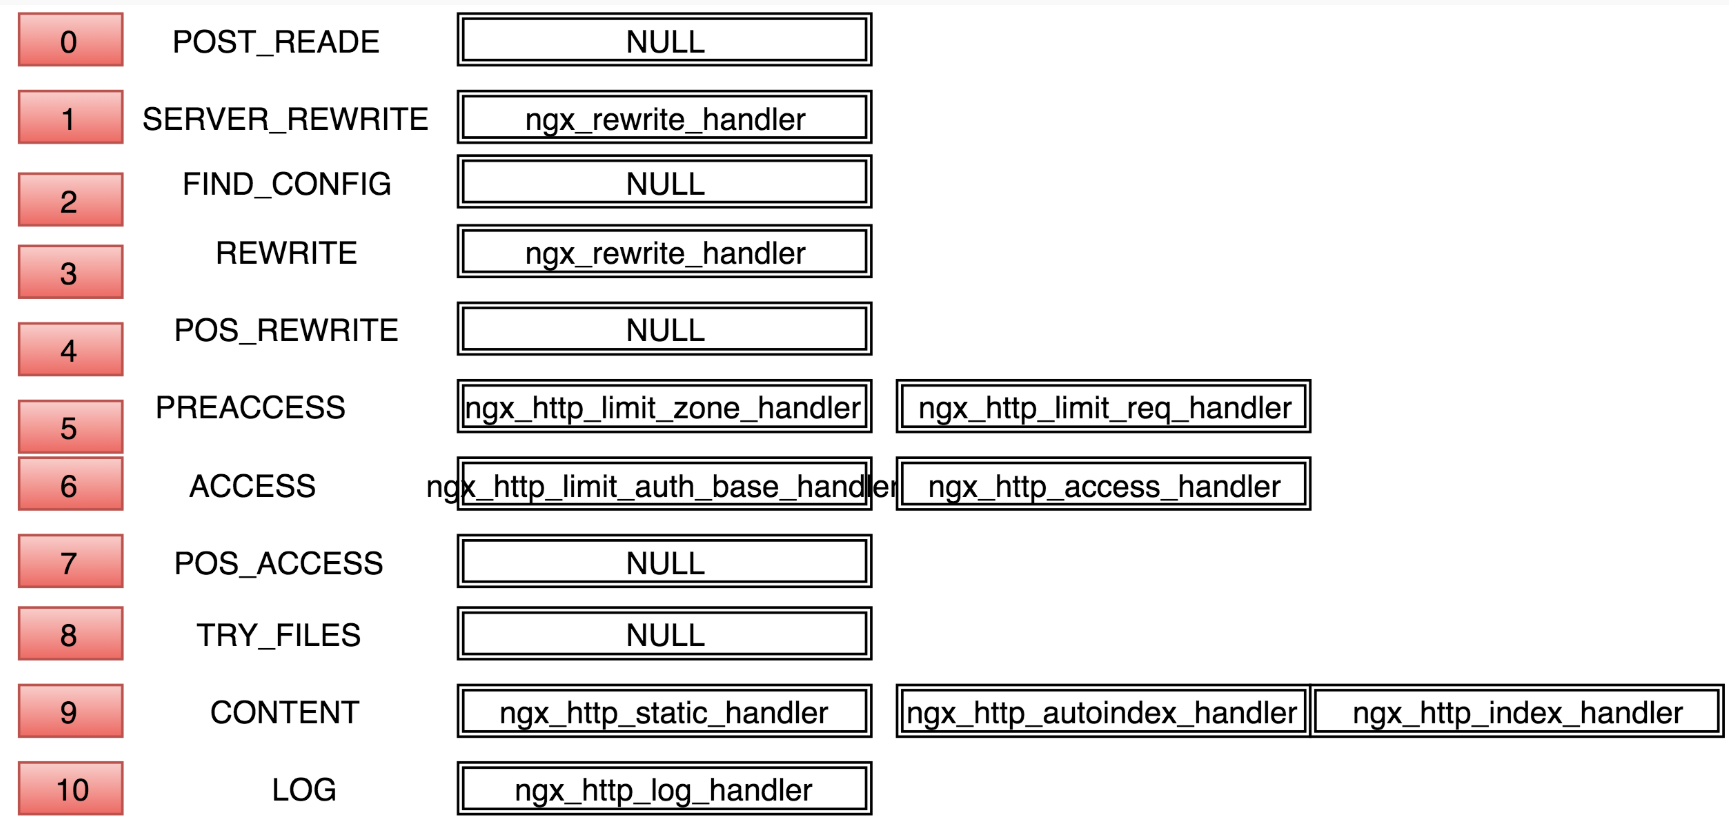 0 POST_READE NULL
1 SERVER_REWRITE ngx_rewrite_handler
2 FIND_CONFIG NULL
3 REWRITE ngx_rewrite_handler
4 POS_REWRITE NULL
5 PREACCESS ngx_http_limit_zone_handler ngx_http_limit_req_handler
6 ACCESS ngx_http_limit_auth_base_handler ngx_http_access_handler
7 POS_ACCESS NULL
8 TRY_FILES NULL
9 CONTENT ngx_http_static_handler ngx_http_autoindex_handler ngx_http_index_handler
10 LOG ngx_http_log_handler